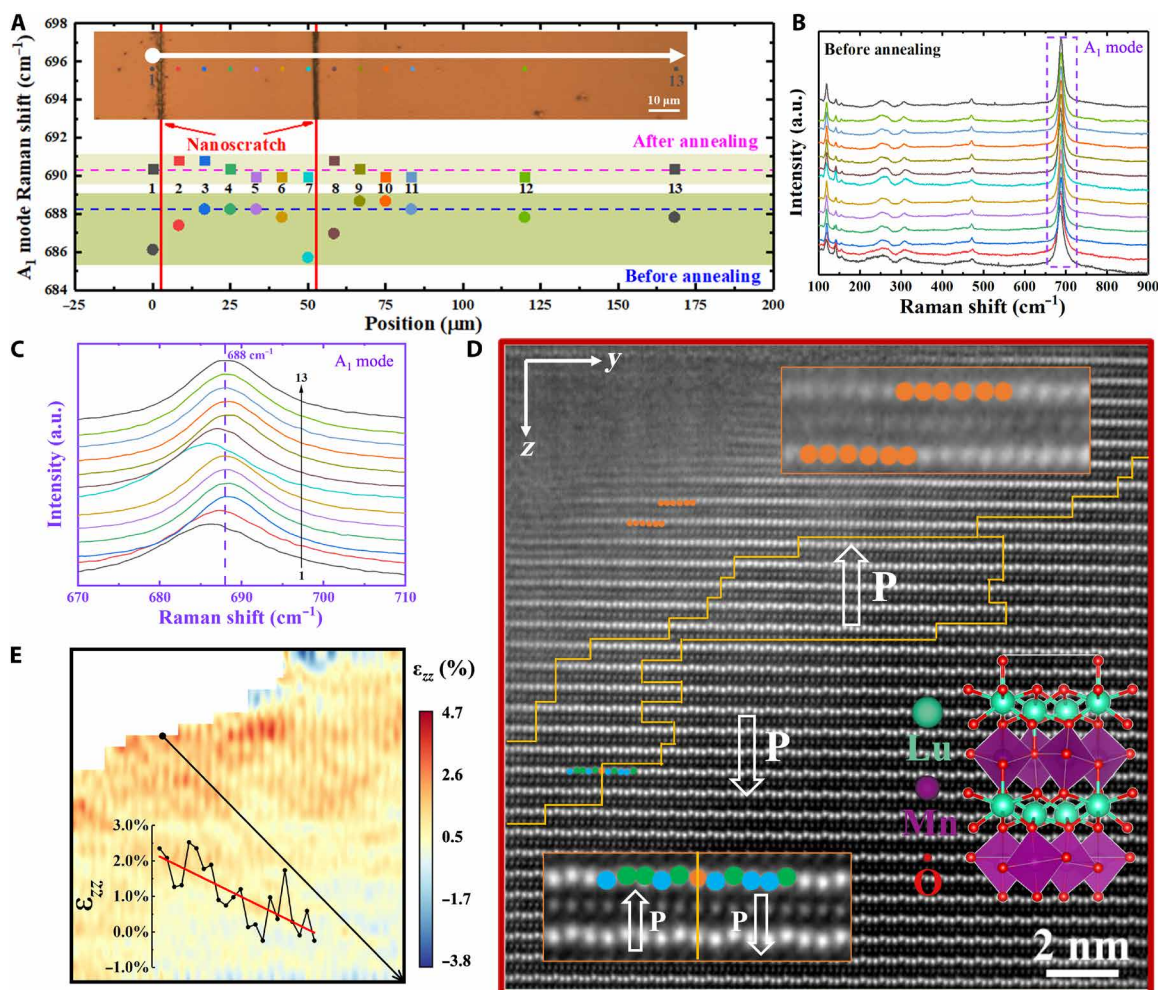 A
A₁ mode Raman shift (cm⁻¹)
698
696
694
692
690
688
686
684
1
13
10 μm
Nanoscratch
After annealing
1 2 3 4 5 6 7 8 9 10 11 12 13
Before annealing
−25 0 25 50 75 100 125 150 175 200
Position (μm)
B
Before annealing
A₁ mode
Intensity (a.u.)
100 200 300 400 500 600 700 800 900
Raman shift (cm⁻¹)
C
688 cm⁻¹
A₁ mode
13
1
Intensity (a.u.)
670 680 690 700 710
Raman shift (cm⁻¹)
D
y
z
P
P
Lu
Mn
O
P
P
2 nm
E
εzz (%)
4.7
2.6
0.5
−1.7
−3.8
εzz
3.0%
2.0%
1.0%
0.0%
−1.0%